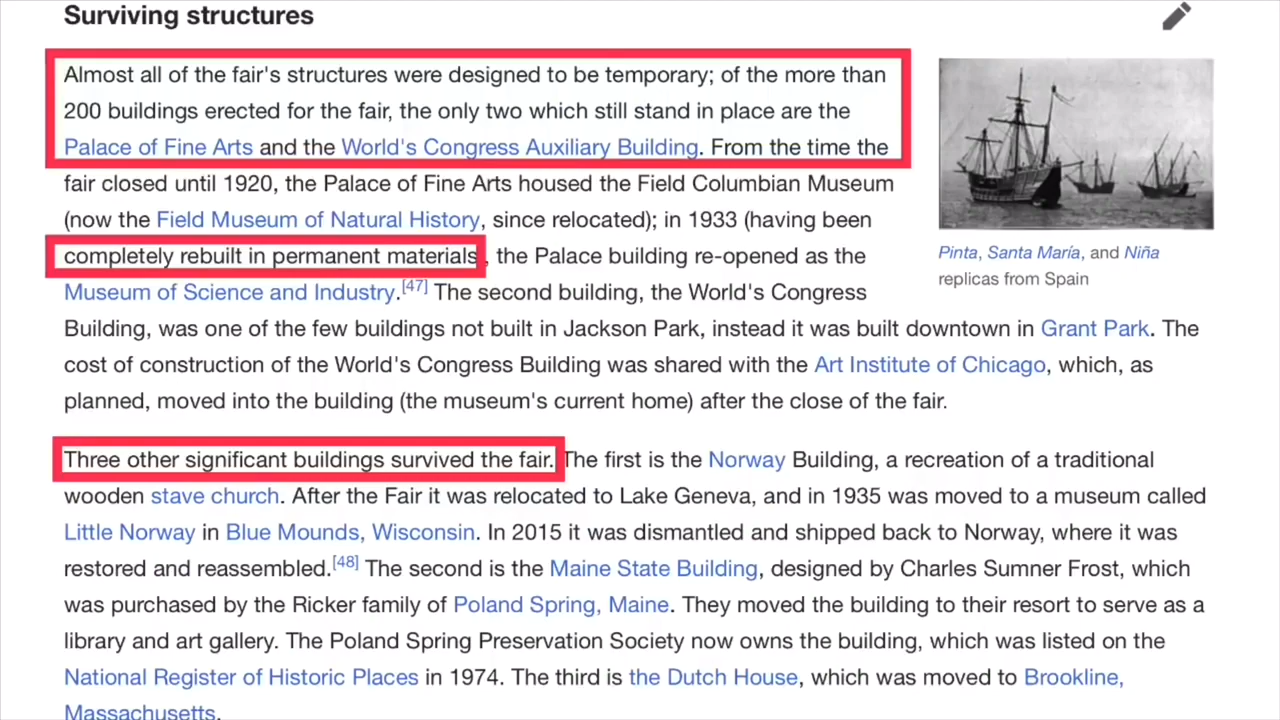 Surviving structures
Almost all of the fair's structures were designed to be temporary; of the more than
200 buildings erected for the fair, the only two which still stand in place are the
Palace of Fine Arts and the World's Congress Auxiliary Building. From the time the
fair closed until 1920, the Palace of Fine Arts housed the Field Columbian Museum
(now the Field Museum of Natural History, since relocated); in 1933 (having been
completely rebuilt in permanent materials, the Palace building re-opened as the
Museum of Science and Industry.[47] The second building, the World's Congress
Building, was one of the few buildings not built in Jackson Park, instead it was built downtown in Grant Park. The
cost of construction of the World's Congress Building was shared with the Art Institute of Chicago, which, as
planned, moved into the building (the museum's current home) after the close of the fair.
Pinta, Santa María, and Niña
replicas from Spain
Three other significant buildings survived the fair. The first is the Norway Building, a recreation of a traditional
wooden stave church. After the Fair it was relocated to Lake Geneva, and in 1935 was moved to a museum called
Little Norway in Blue Mounds, Wisconsin. In 2015 it was dismantled and shipped back to Norway, where it was
restored and reassembled.[48] The second is the Maine State Building, designed by Charles Sumner Frost, which
was purchased by the Ricker family of Poland Spring, Maine. They moved the building to their resort to serve as a
library and art gallery. The Poland Spring Preservation Society now owns the building, which was listed on the
National Register of Historic Places in 1974. The third is the Dutch House, which was moved to Brookline,
Massachusetts.